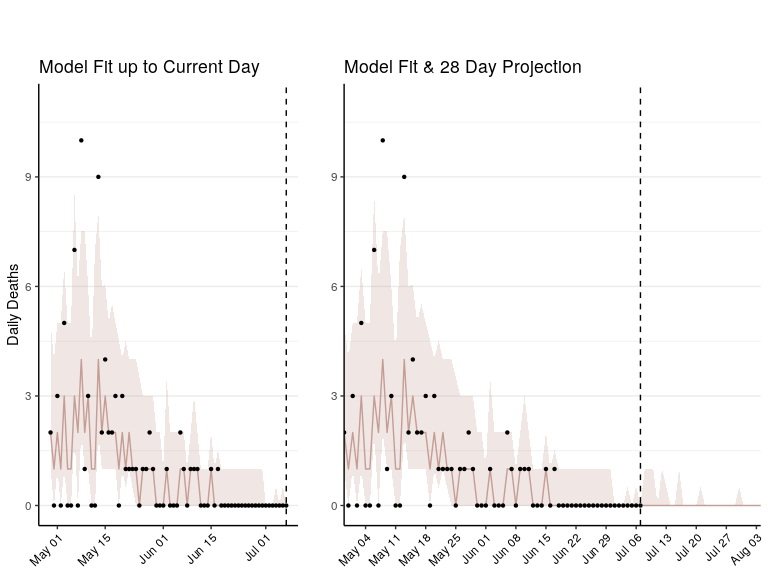 Model Fit up to Current Day
Model Fit & 28 Day Projection
Daily Deaths
9
6
3
0
9
6
3
0
May 01
May 15
Jun 01
Jun 15
Jul 01
May 04
May 11
May 18
May 25
Jun 01
Jun 08
Jun 15
Jun 22
Jun 29
Jul 06
Jul 13
Jul 20
Jul 27
Aug 03